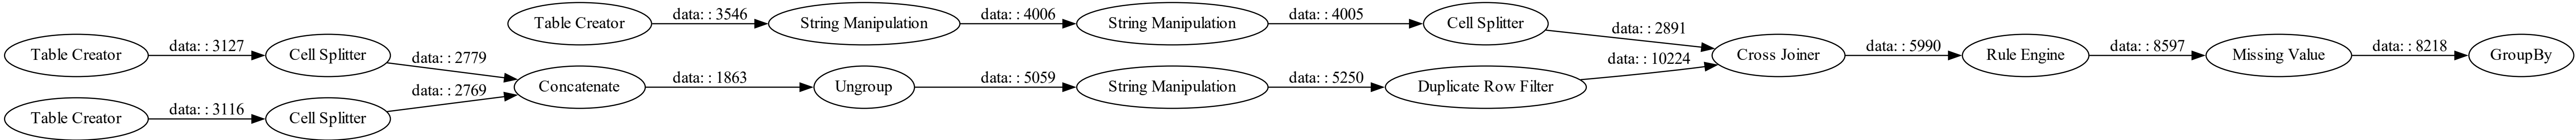 Table Creator
data: : 3546
String Manipulation
data: : 4006
String Manipulation
data: : 4005
Cell Splitter
data: : 2891
Table Creator
data: : 3127
Cell Splitter
data: : 2779
Cross Joiner
data: : 5990
Rule Engine
data: : 8597
Missing Value
data: : 8218
GroupBy
Concatenate
data: : 1863
Ungroup
data: : 5059
String Manipulation
data: : 5250
Duplicate Row Filter
data: : 10224
Table Creator
data: : 3116
Cell Splitter
data: : 2769